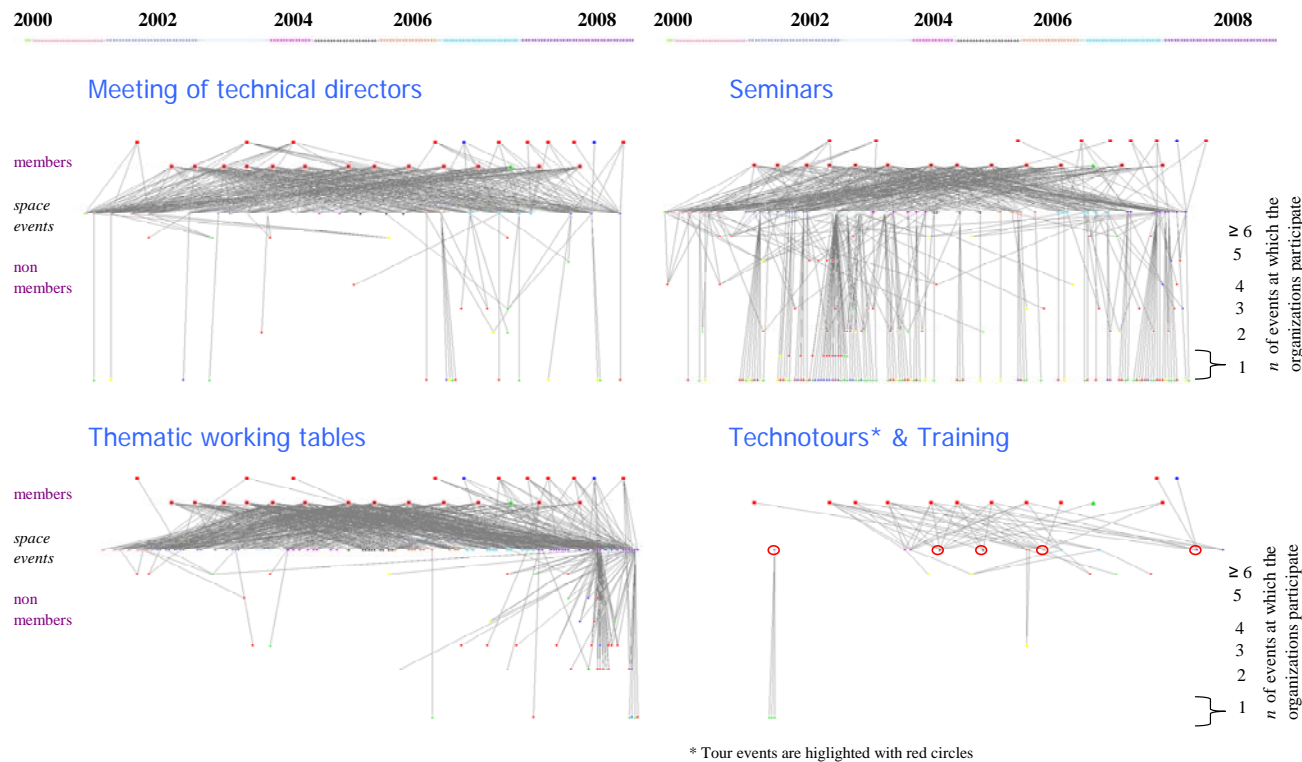 2000 2002 2004 2006 2008 2000 2002 2004 2006 2008
Meeting of technical directors Seminars
members
space
events
non
members
≥ 6
5
4
3
2
1
n of events at which the
organizations participate
Thematic working tables Technotours* & Training
members
space
events
non
members
≥ 6
5
4
3
2
1
n of events at which the
organizations participate
* Tour events are higlighted with red circles